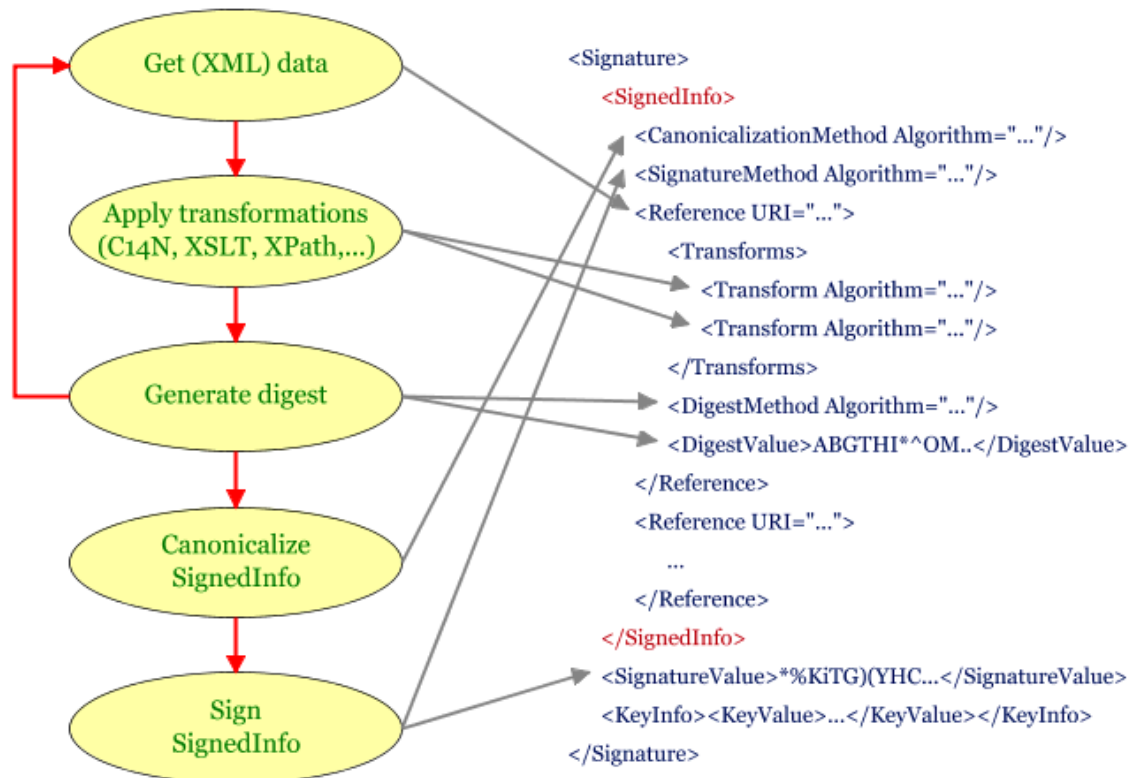 Get (XML) data
Apply transformations
(C14N, XSLT, XPath,...)
Generate digest
Canonicalize
SignedInfo
Sign
SignedInfo
<Signature>
<SignedInfo>
<CanonicalizationMethod Algorithm="..."/>
<SignatureMethod Algorithm="..."/>
<Reference URI="...">
<Transforms>
<Transform Algorithm="..."/>
<Transform Algorithm="..."/>
</Transforms>
<DigestMethod Algorithm="..."/>
<DigestValue>ABGTHI*^OM..</DigestValue>
</Reference>
<Reference URI="...">
...
</Reference>
</SignedInfo>
<SignatureValue>*%KiTG)(YHC...</SignatureValue>
<KeyInfo><KeyValue>...</KeyValue></KeyInfo>
</Signature>